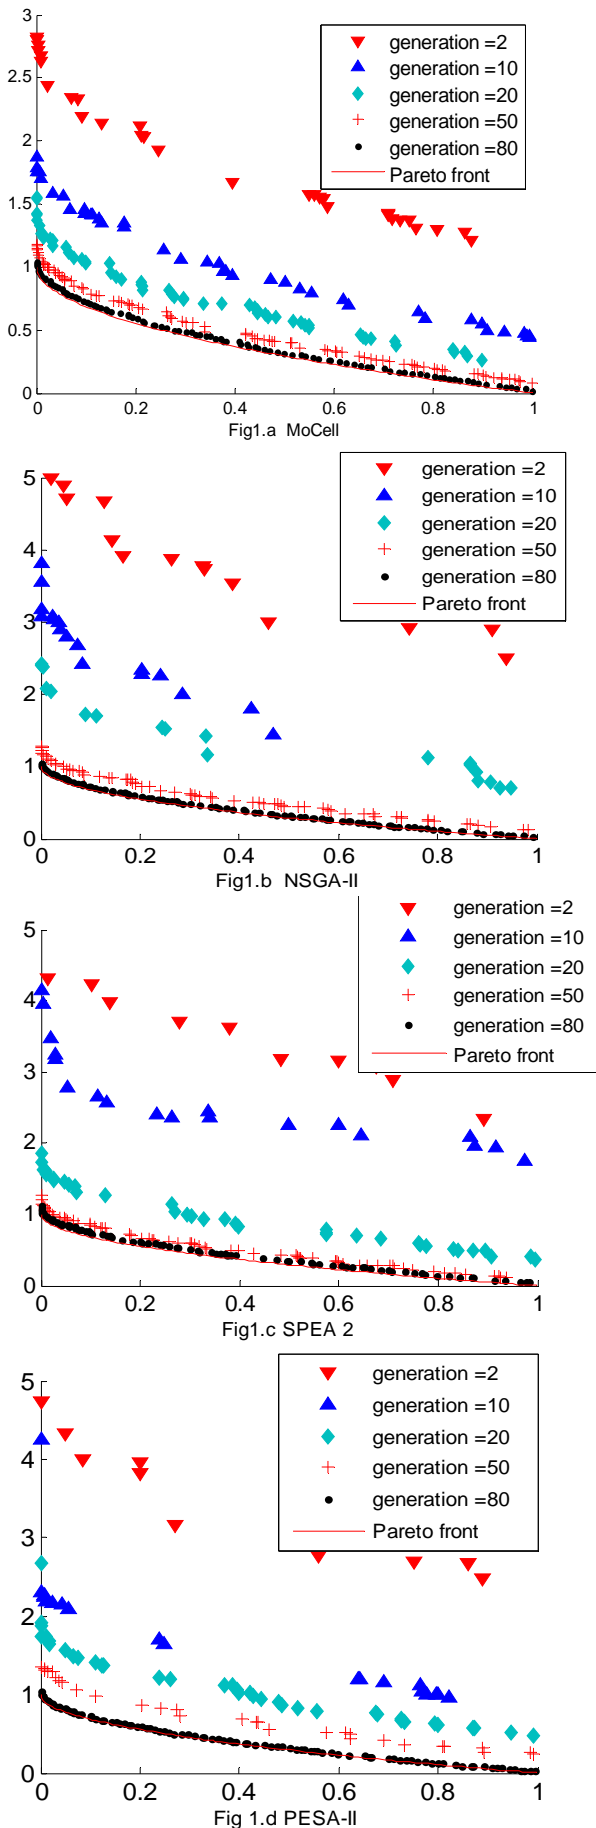 3
generation =2
generation =10
2.5
generation =20
generation =50
2
generation =80
Pareto front
1.5
1
0.5
0
0 0.2 0.4 0.6 0.8 1
Fig1.a MoCell
5
generation =2
generation =10
4
generation =20
generation =50
generation =80
Pareto front
3
2
1
0
0 0.2 0.4 0.6 0.8 1
Fig1.b NSGA-II
generation =2
5
generation =10
generation =20
4
generation =50
generation =80
Pareto front
3
2
1
0
0 0.2 0.4 0.6 0.8 1
Fig1.c SPEA 2
generation =2
5
generation =10
generation =20
4
generation =50
generation =80
Pareto front
3
2
1
0
0 0.2 0.4 0.6 0.8 1
Fig 1.d PESA-II